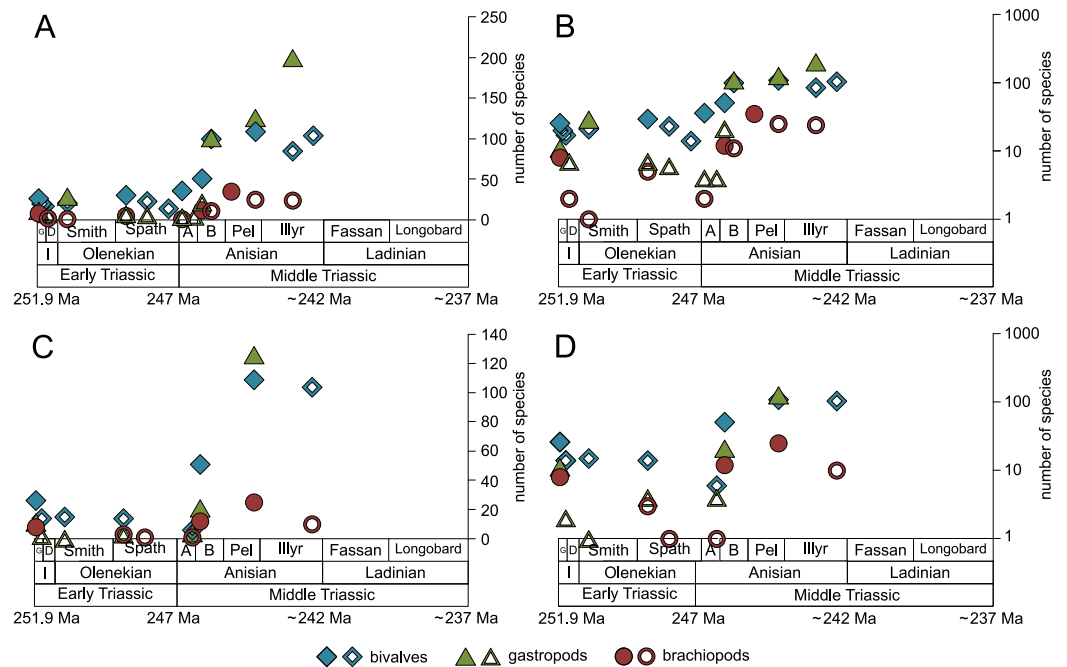 A
250
200
150
100
50
0
number of species
G D Smith Spath A B Pel Illyr Fassan Longobard
I Olenekian Anisian Ladinian
Early Triassic Middle Triassic
251.9 Ma 247 Ma ~242 Ma ~237 Ma
B
1000
100
10
1
number of species
G D Smith Spath A B Pel Illyr Fassan Longobard
I Olenekian Anisian Ladinian
Early Triassic Middle Triassic
251.9 Ma 247 Ma ~242 Ma ~237 Ma
C
140
120
100
80
60
40
20
0
number of species
G D Smith Spath A B Pel Illyr Fassan Longobard
I Olenekian Anisian Ladinian
Early Triassic Middle Triassic
251.9 Ma 247 Ma ~242 Ma ~237 Ma
D
1000
100
10
1
number of species
G D Smith Spath A B Pel Illyr Fassan Longobard
I Olenekian Anisian Ladinian
Early Triassic Middle Triassic
251.9 Ma 247 Ma ~242 Ma ~237 Ma
bivalves gastropods brachiopods